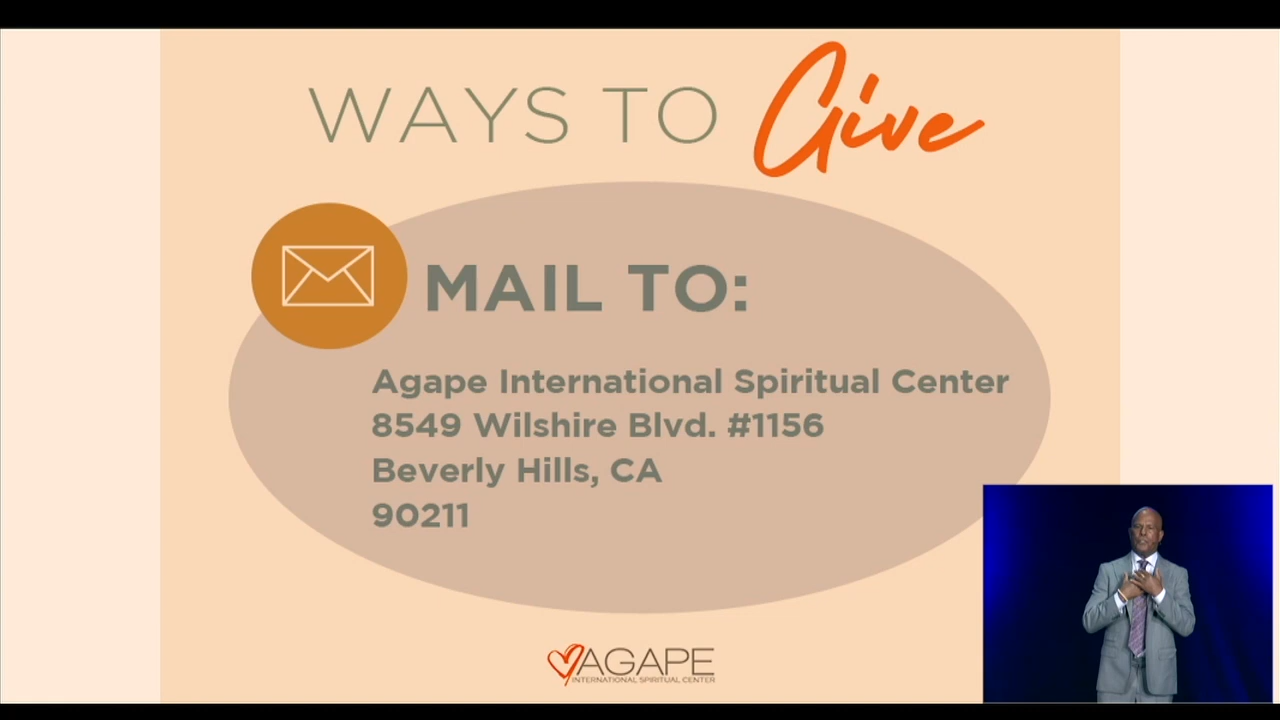 WAYS TO Give
MAIL TO:
Agape International Spiritual Center
8549 Wilshire Blvd. #1156
Beverly Hills, CA
90211
AGAPE
INTERNATIONAL SPIRITUAL CENTER